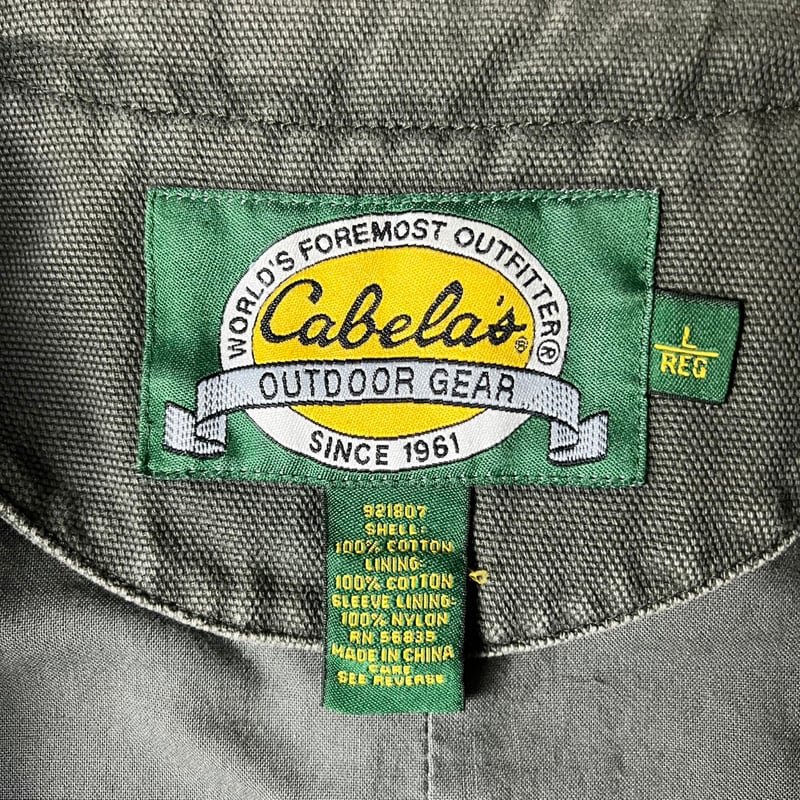 WORLD'S FOREMOST OUTFITTER®
Cabela's®
OUTDOOR GEAR
SINCE 1961
L
REG
921807
SHELL:
100% COTTON
LINING:
100% COTTON
SLEEVE LINING:
100% NYLON
RN 56835
MADE IN CHINA
CARE
SEE REVERSE